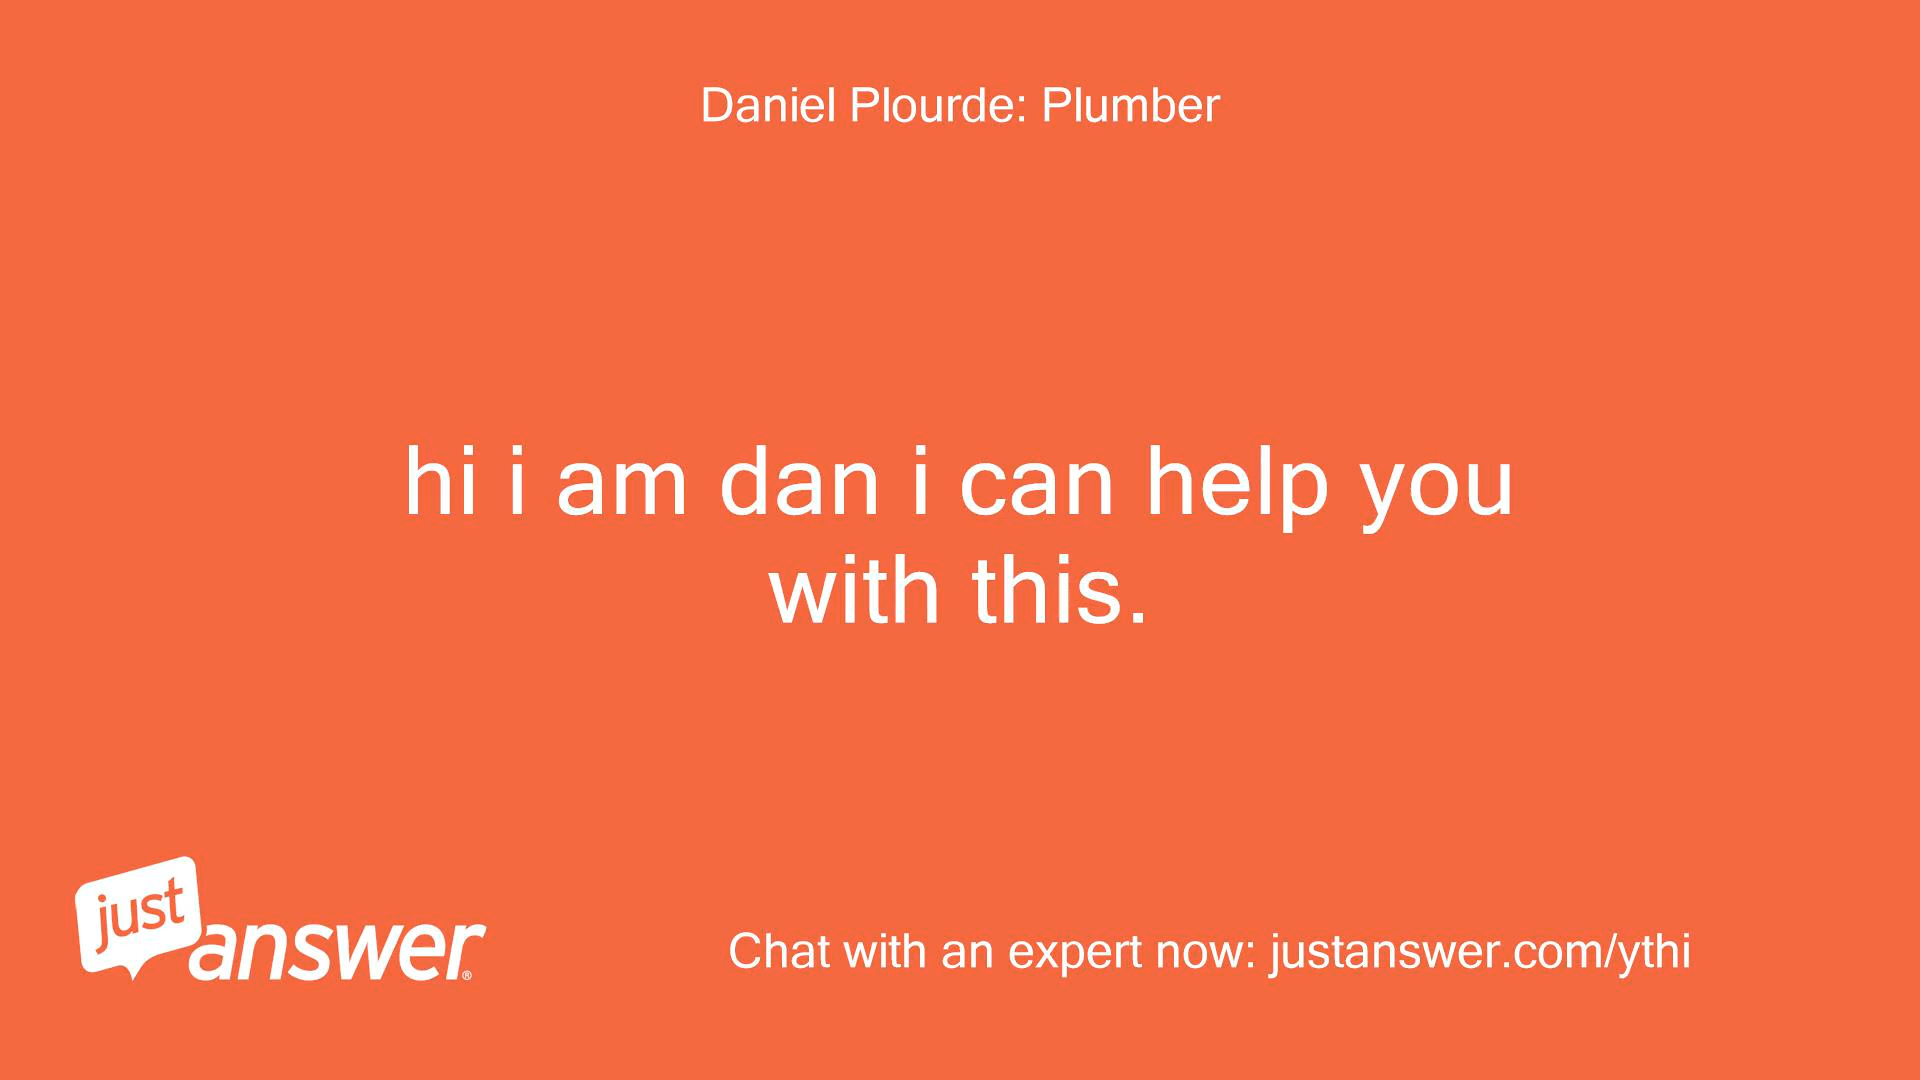 Daniel Plourde: Plumber
hi i am dan i can help you
with this.
just
answer®
Chat with an expert now: justanswer.com/ythi